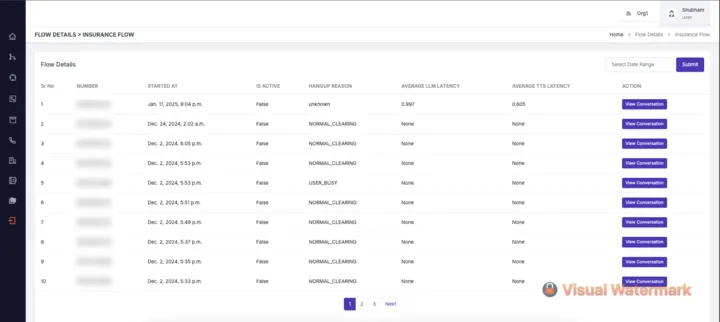 Org1
Shubham
user
FLOW DETAILS > INSURANCE FLOW
Home > Flow Details > Insurance Flow
Flow Details
Select Date Range
Submit
Sr No NUMBER STARTED AT IS ACTIVE HANGUP REASON AVERAGE LLM LATENCY AVERAGE TTS LATENCY ACTION
1 Jan. 11, 2025, 9:04 p.m. False unknown 0.997 0.605 View Conversation
2 Dec. 24, 2024, 2:02 a.m. False NORMAL_CLEARING None None View Conversation
3 Dec. 2, 2024, 6:05 p.m. False NORMAL_CLEARING None None View Conversation
4 Dec. 2, 2024, 5:53 p.m. False NORMAL_CLEARING None None View Conversation
5 Dec. 2, 2024, 5:53 p.m. False USER_BUSY None None View Conversation
6 Dec. 2, 2024, 5:51 p.m. False NORMAL_CLEARING None None View Conversation
7 Dec. 2, 2024, 5:49 p.m. False NORMAL_CLEARING None None View Conversation
8 Dec. 2, 2024, 5:37 p.m. False NORMAL_CLEARING None None View Conversation
9 Dec. 2, 2024, 5:35 p.m. False NORMAL_CLEARING None None View Conversation
10 Dec. 2, 2024, 5:33 p.m. False NORMAL_CLEARING None None View Conversation
Visual Watermark
1 2 3 Next